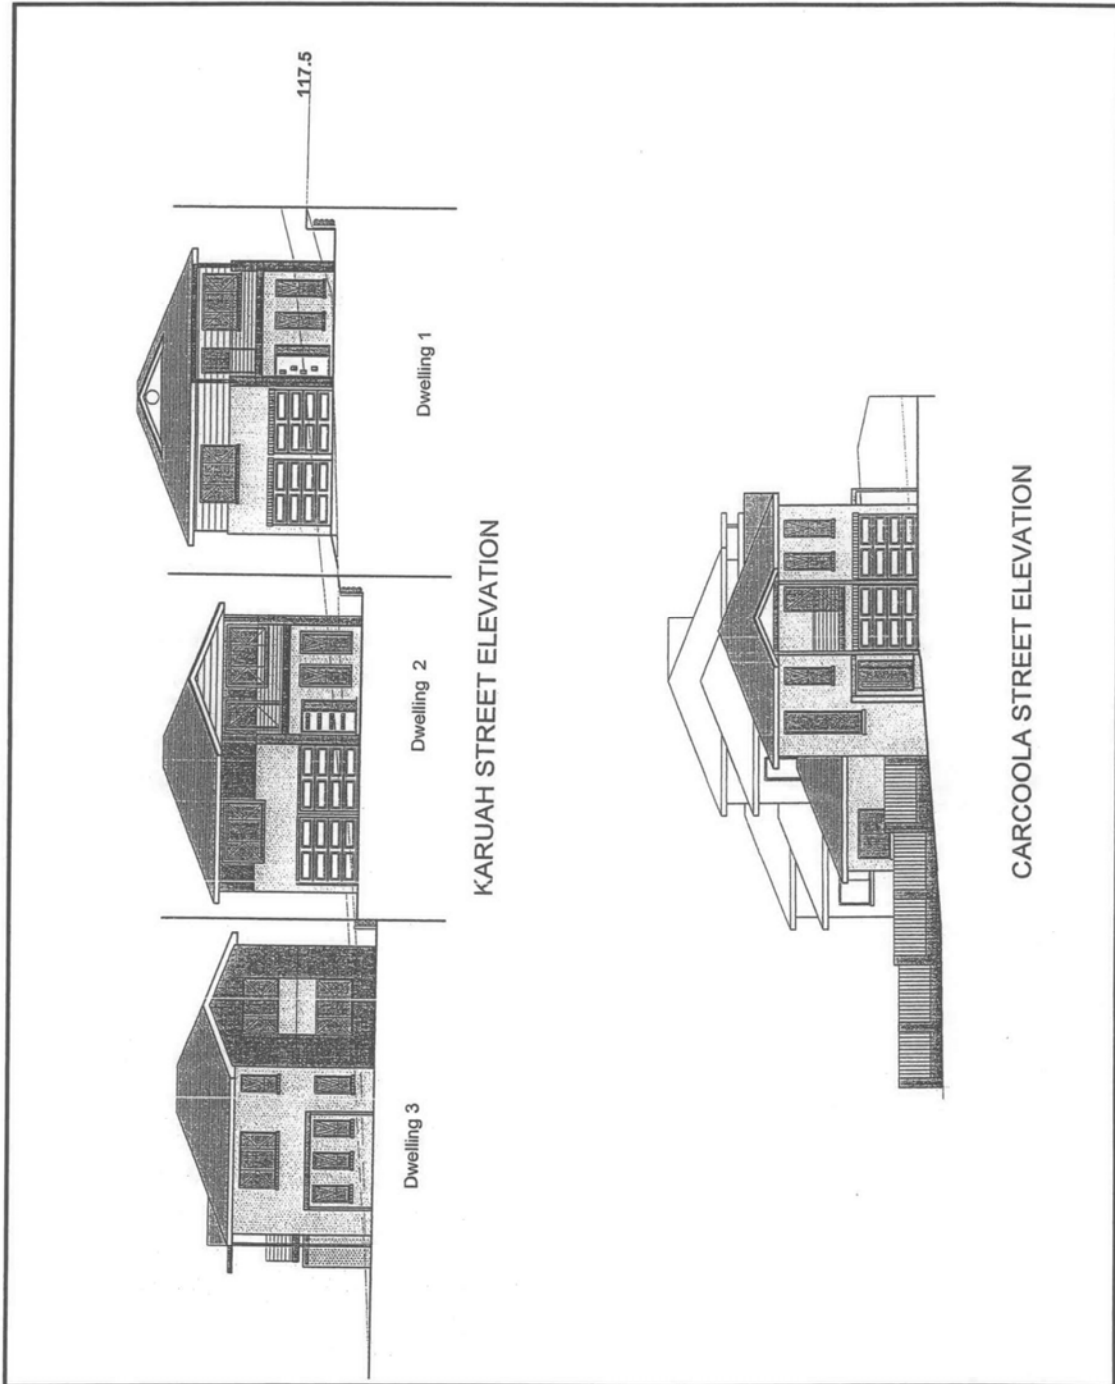 117.5
Dwelling 3
Dwelling 2
Dwelling 1
KARUAH STREET ELEVATION
CARCOOLA STREET ELEVATION